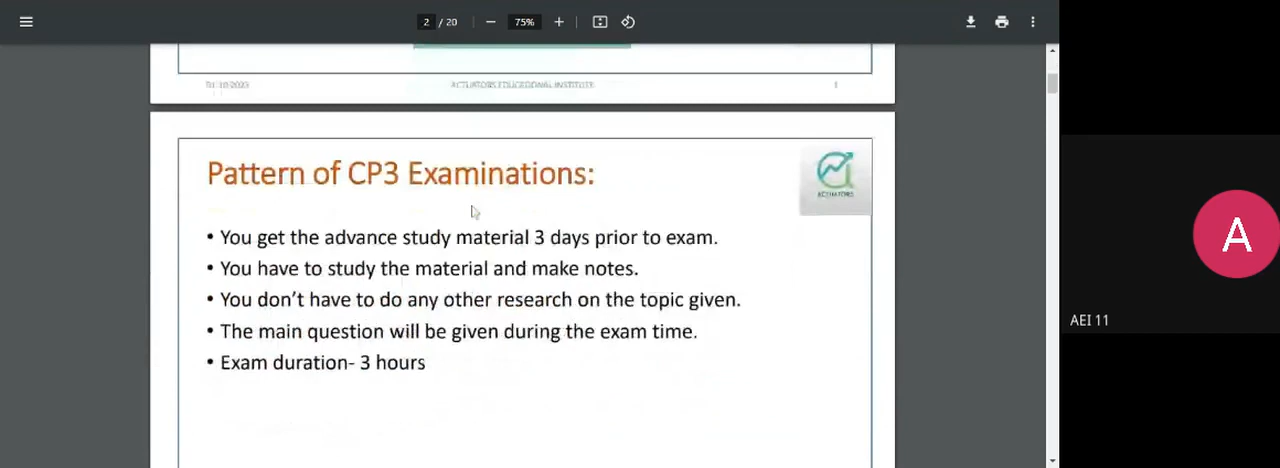 2 / 20
75%
ACTUATORS EDUCATIONAL INSTITUTE
1
Pattern of CP3 Examinations:
ACTUATORS
• You get the advance study material 3 days prior to exam.
• You have to study the material and make notes.
• You don't have to do any other research on the topic given.
• The main question will be given during the exam time.
• Exam duration- 3 hours
A
AEI 11